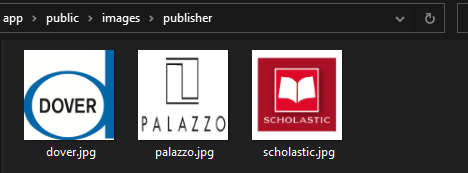 app > public > images > publisher
DOVER
PALAZZO
SCHOLASTIC
dover.jpg
palazzo.jpg
scholastic.jpg